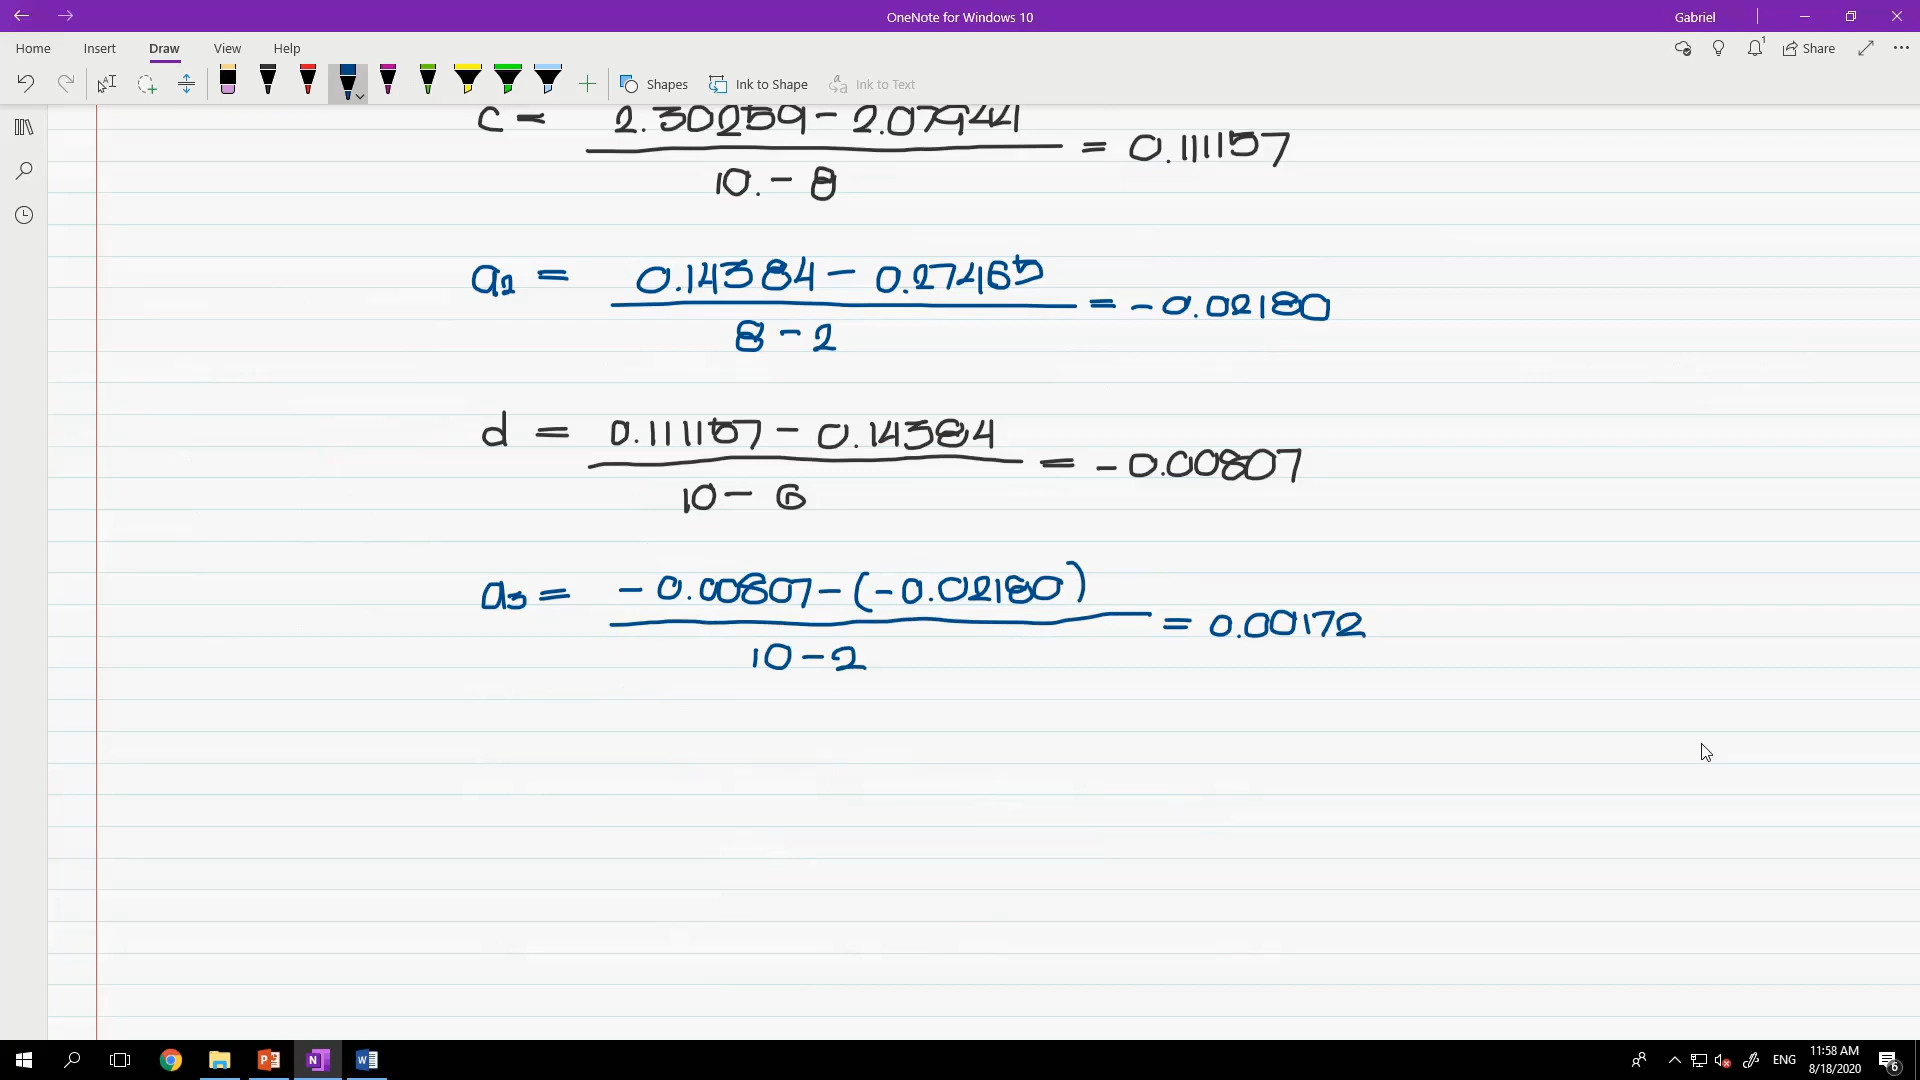 OneNote for Windows 10
Gabriel
Home Insert Draw View Help
1 Share
Shapes Ink to Shape Ink to Text
c = 2.30259 - 2.07944
= 0.111157
10. - 8
a2 = 0.14384 - 0.27465
= - 0.02180
8 - 2
d = 0.111157 - 0.14384
= - 0.00807
10 - 6
a3 = - 0.00807 - (-0.02180)
= 0.00172
10 - 2
ENG 11:58 AM
8/18/2020 6